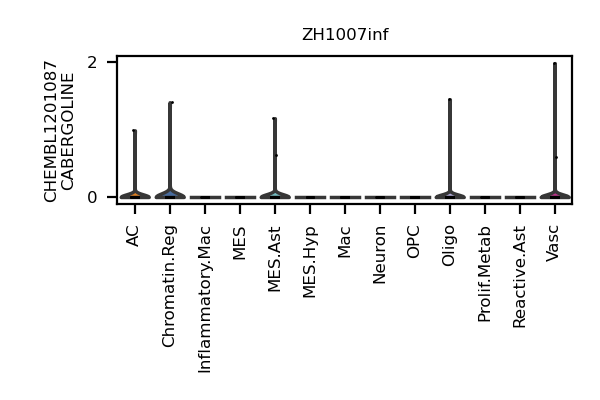 ZH1007inf
CHEMBL1201087
CABERGOLINE
2
0
AC
Chromatin.Reg
Inflammatory.Mac
MES
MES.Ast
MES.Hyp
Mac
Neuron
OPC
Oligo
Prolif.Metab
Reactive.Ast
Vasc